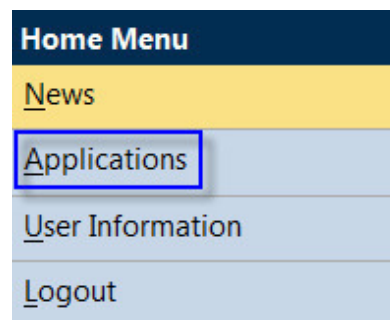 Home Menu
News
Applications
User Information
Logout